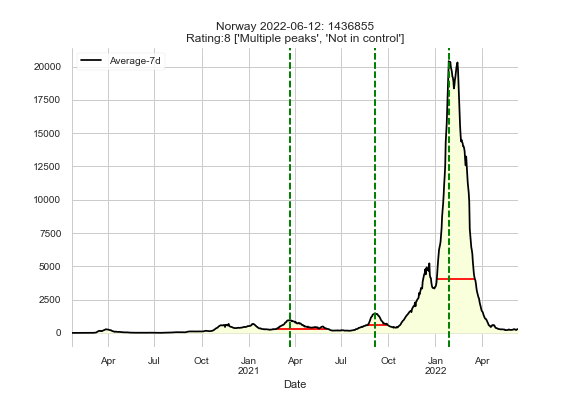 Norway 2022-06-12: 1436855
Rating:8 ['Multiple peaks', 'Not in control']
Average-7d
20000
17500
15000
12500
10000
7500
5000
2500
0
Apr Jul Oct Jan Apr Jul Oct Jan Apr
2021 2022
Date